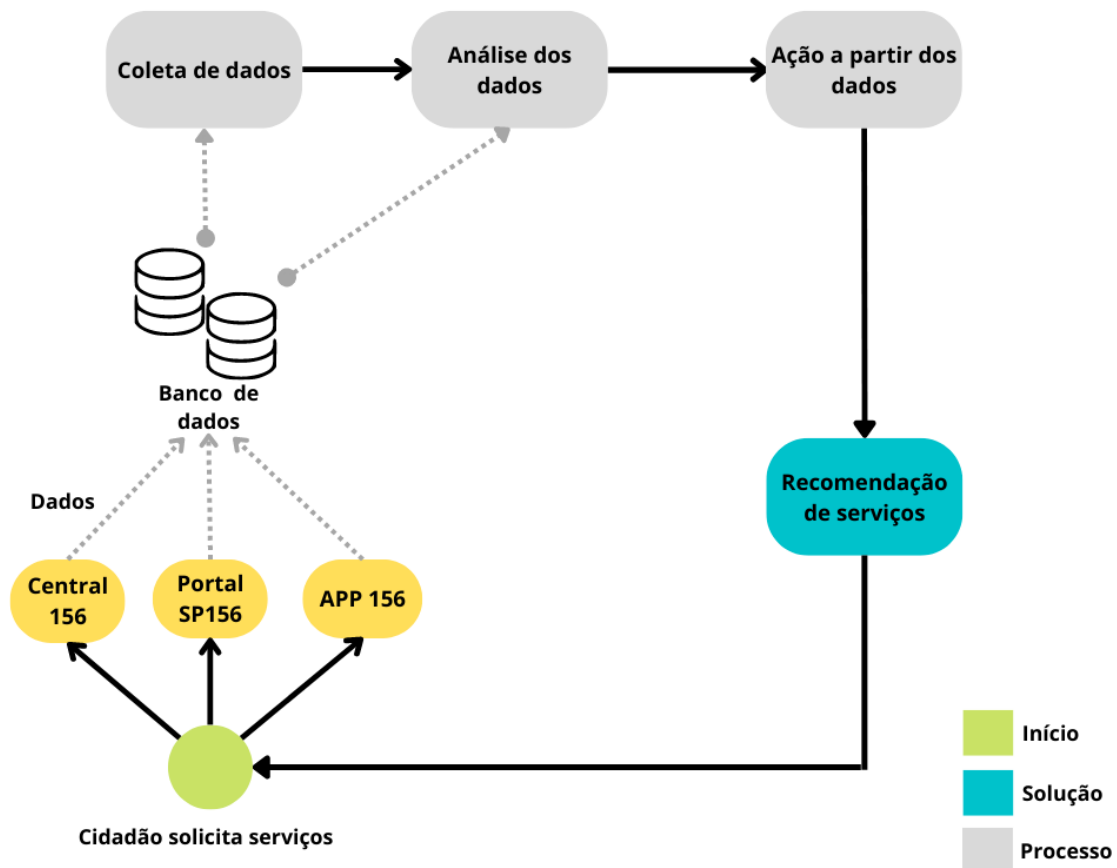 Coleta de dados
Análise dos
dados
Ação a partir dos
dados
Banco de
dados
Dados
Central
156
Portal
SP156
APP 156
Cidadão solicita serviços
Recomendação
de serviços
Início
Solução
Processo